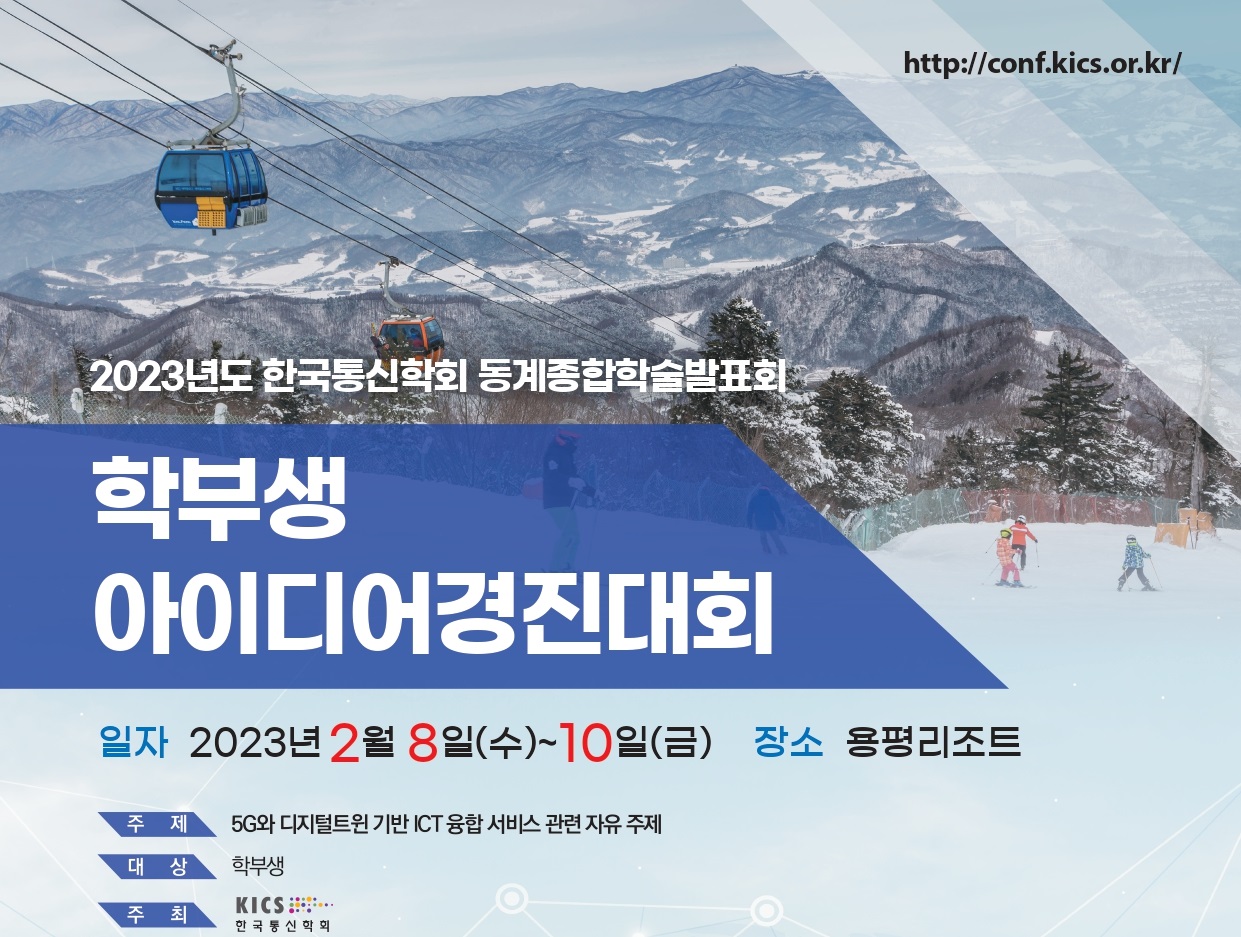 http://conf.kics.or.kr/
2023년도 한국통신학회 동계종합학술발표회
학부생
아이디어경진대회
일자 2023년 2월 8일(수)~10일(금) 장소 용평리조트
주 제 5G와 디지털트윈 기반 ICT 융합 서비스 관련 자유 주제
대 상 학부생
주 최 KICS
한국통신학회